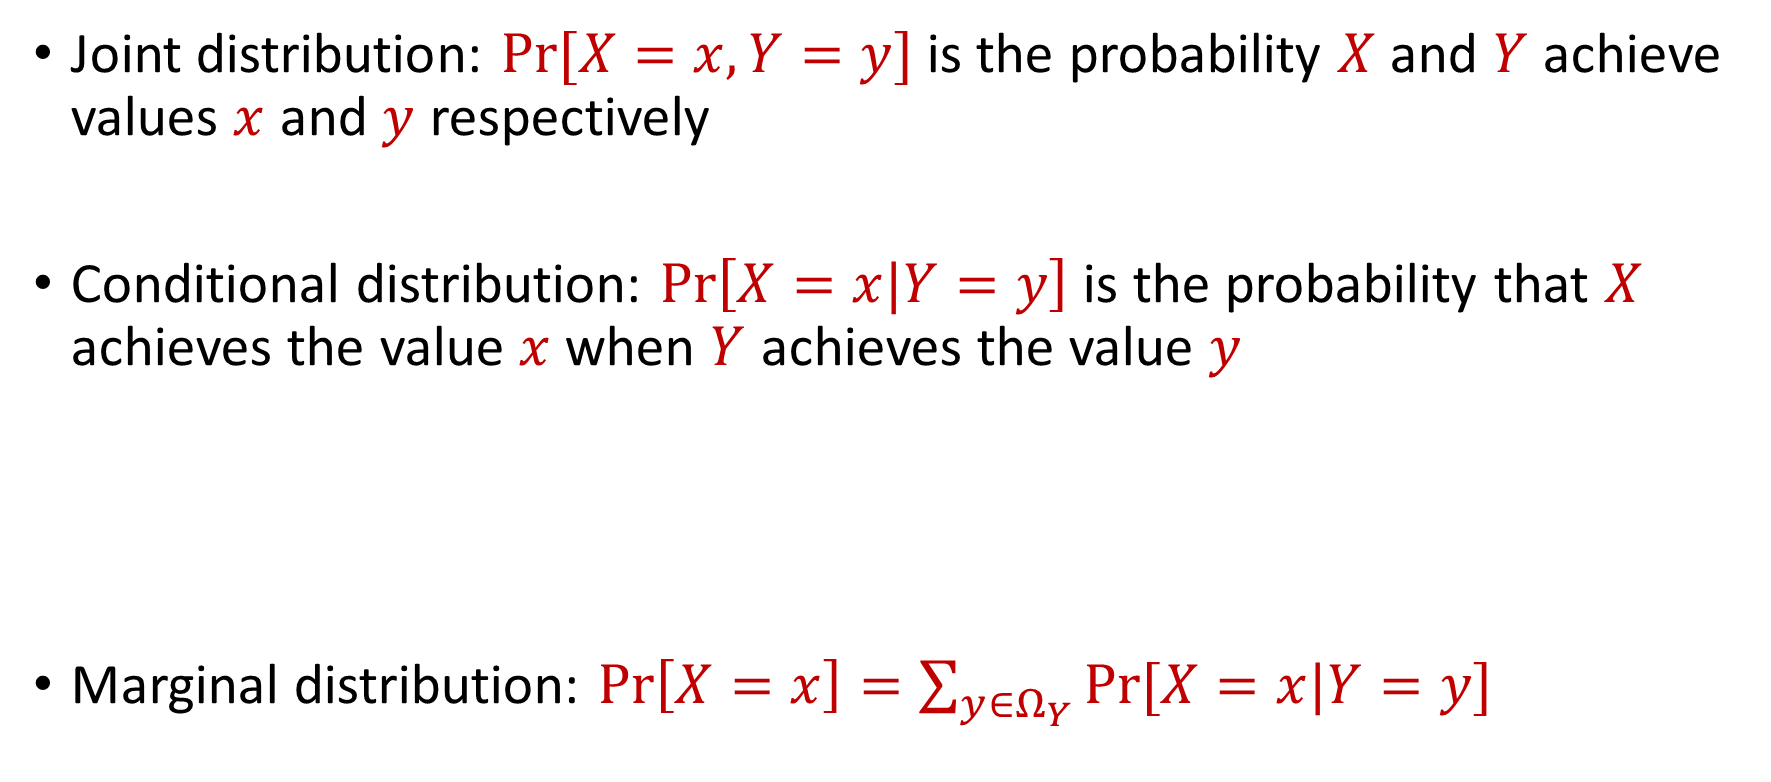 • Joint distribution: Pr[X = x, Y = y] is the probability X and Y achieve
values x and y respectively
• Conditional distribution: Pr[X = x|Y = y] is the probability that X
achieves the value x when Y achieves the value y
• Marginal distribution: Pr[X = x] = ∑_{y∈Ω_Y} Pr[X = x|Y = y]